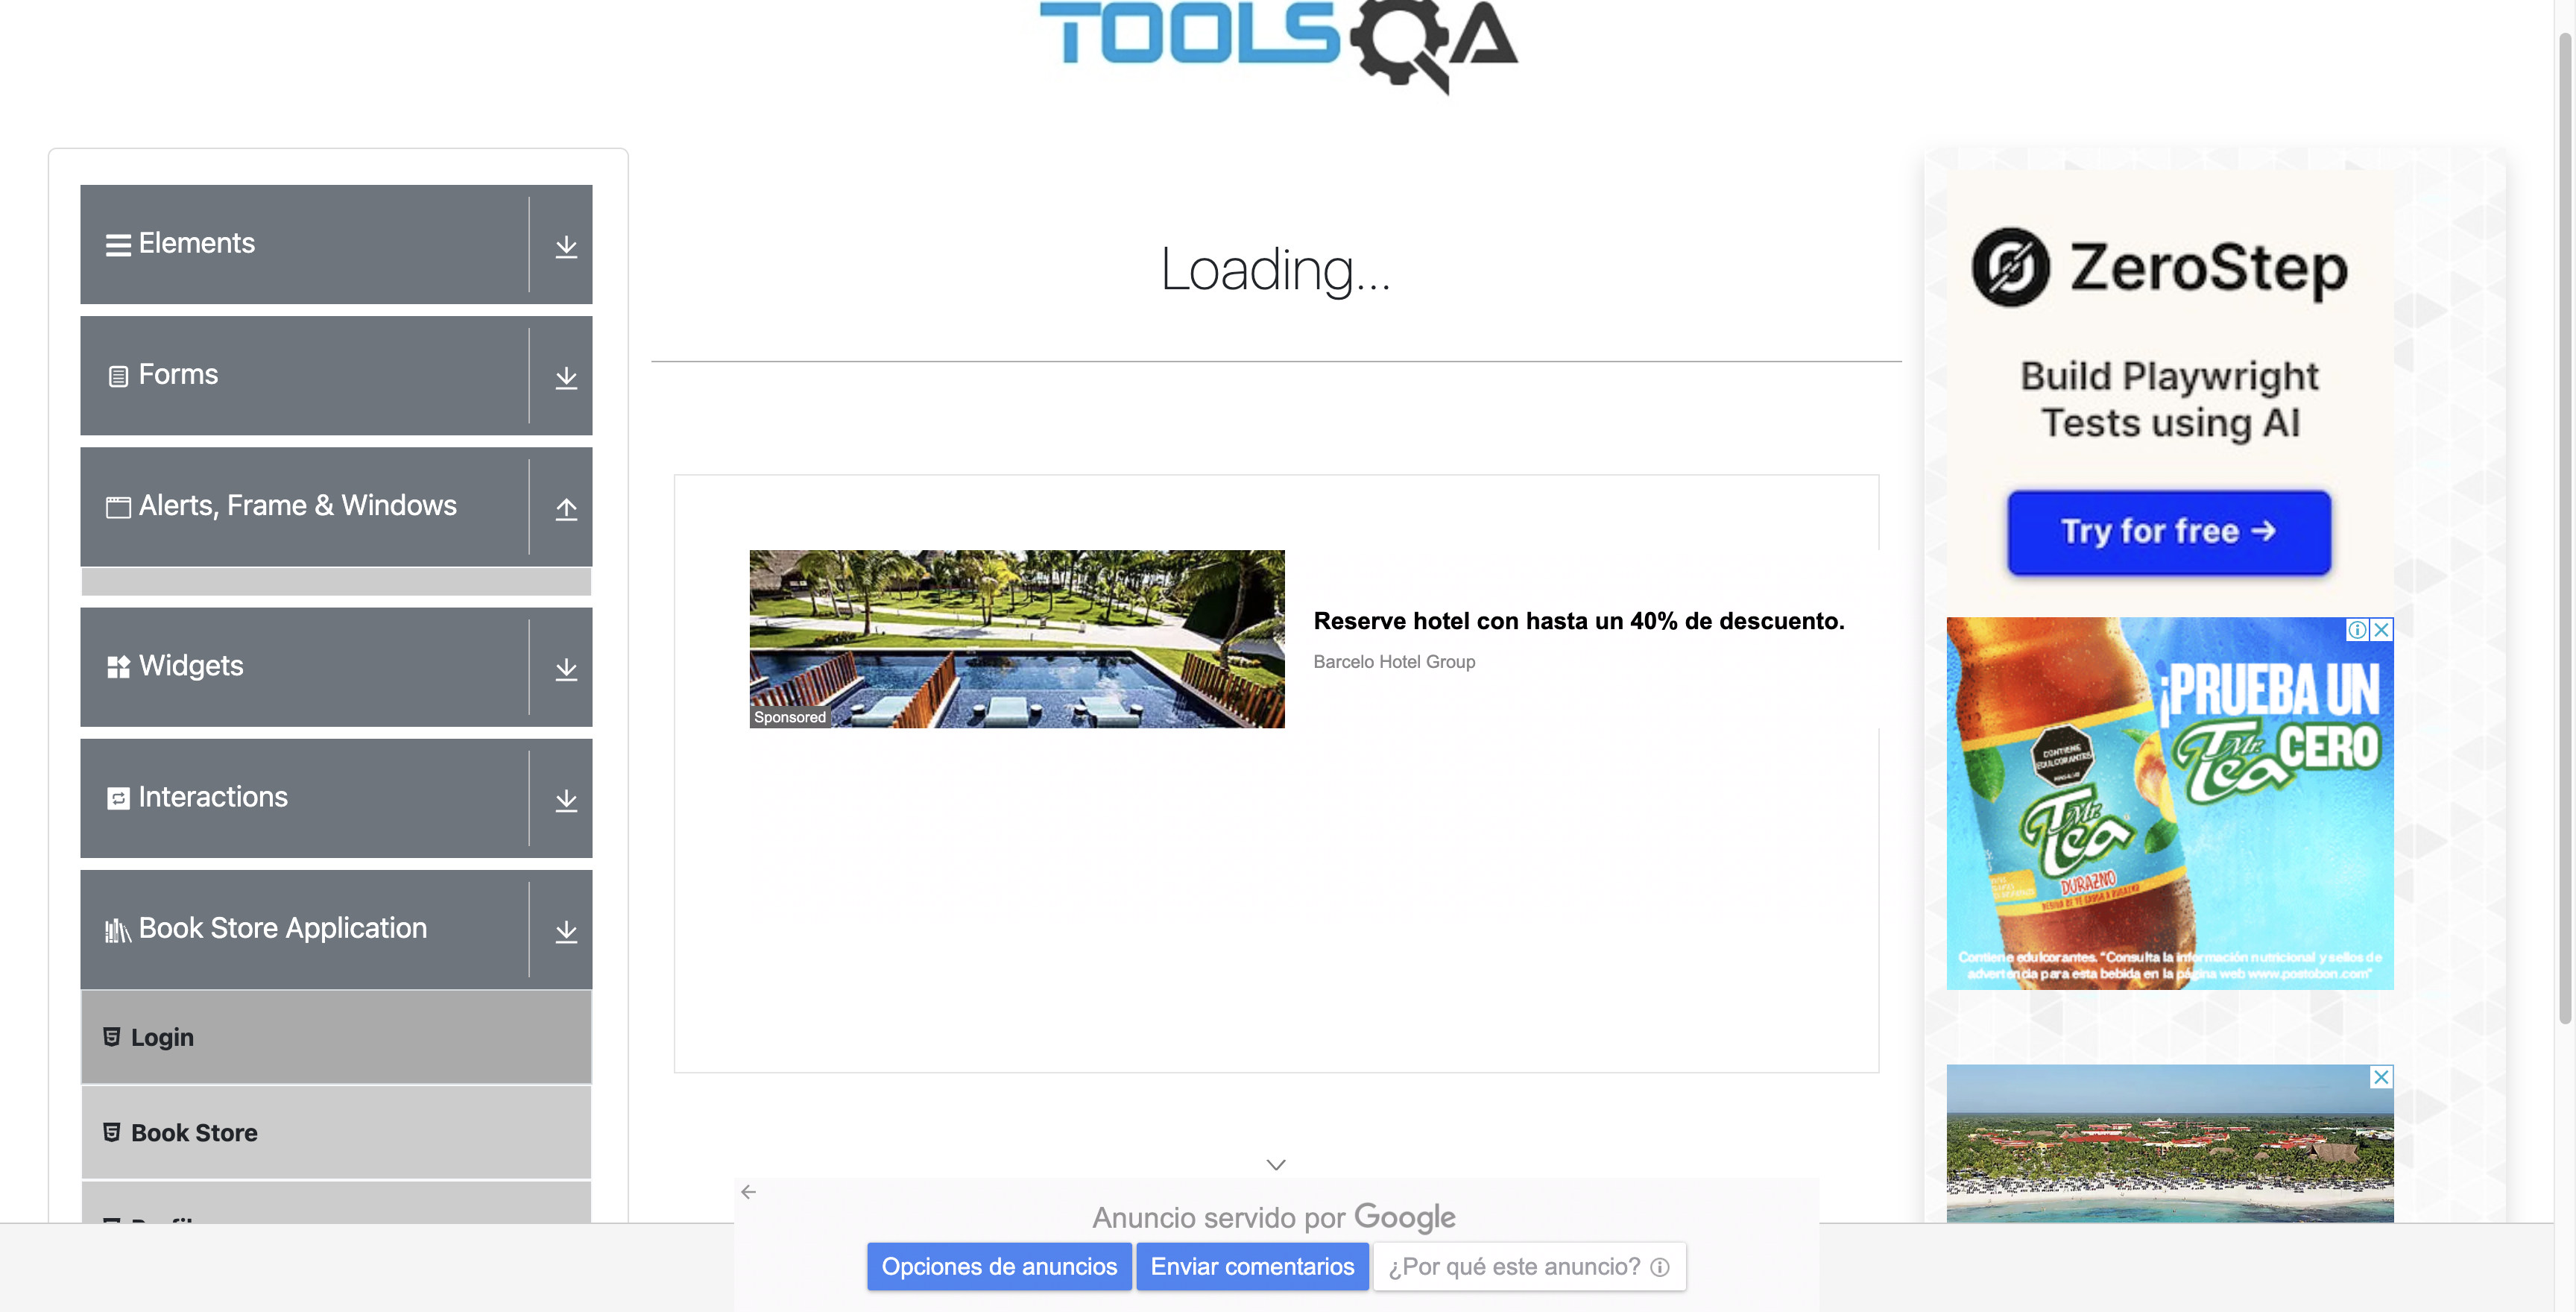 TOOLSQA
Elements
Forms
Alerts, Frame & Windows
Widgets
Interactions
Book Store Application
Login
Book Store
Loading...
Reserve hotel con hasta un 40% de descuento.
Barcelo Hotel Group
Sponsored
ZeroStep
Build Playwright
Tests using AI
Try for free →
¡PRUEBA UN
Mr. Tea CERO
CONTIENE
EDULCORANTES
Mr.
Tea
DURAZNO
Contiene edulcorantes. "Consulta la información nutricional y sellos de
advertencia para esta bebida en la página web www.postobon.com"
Anuncio servido por Google
Opciones de anuncios
Enviar comentarios
¿Por qué este anuncio?